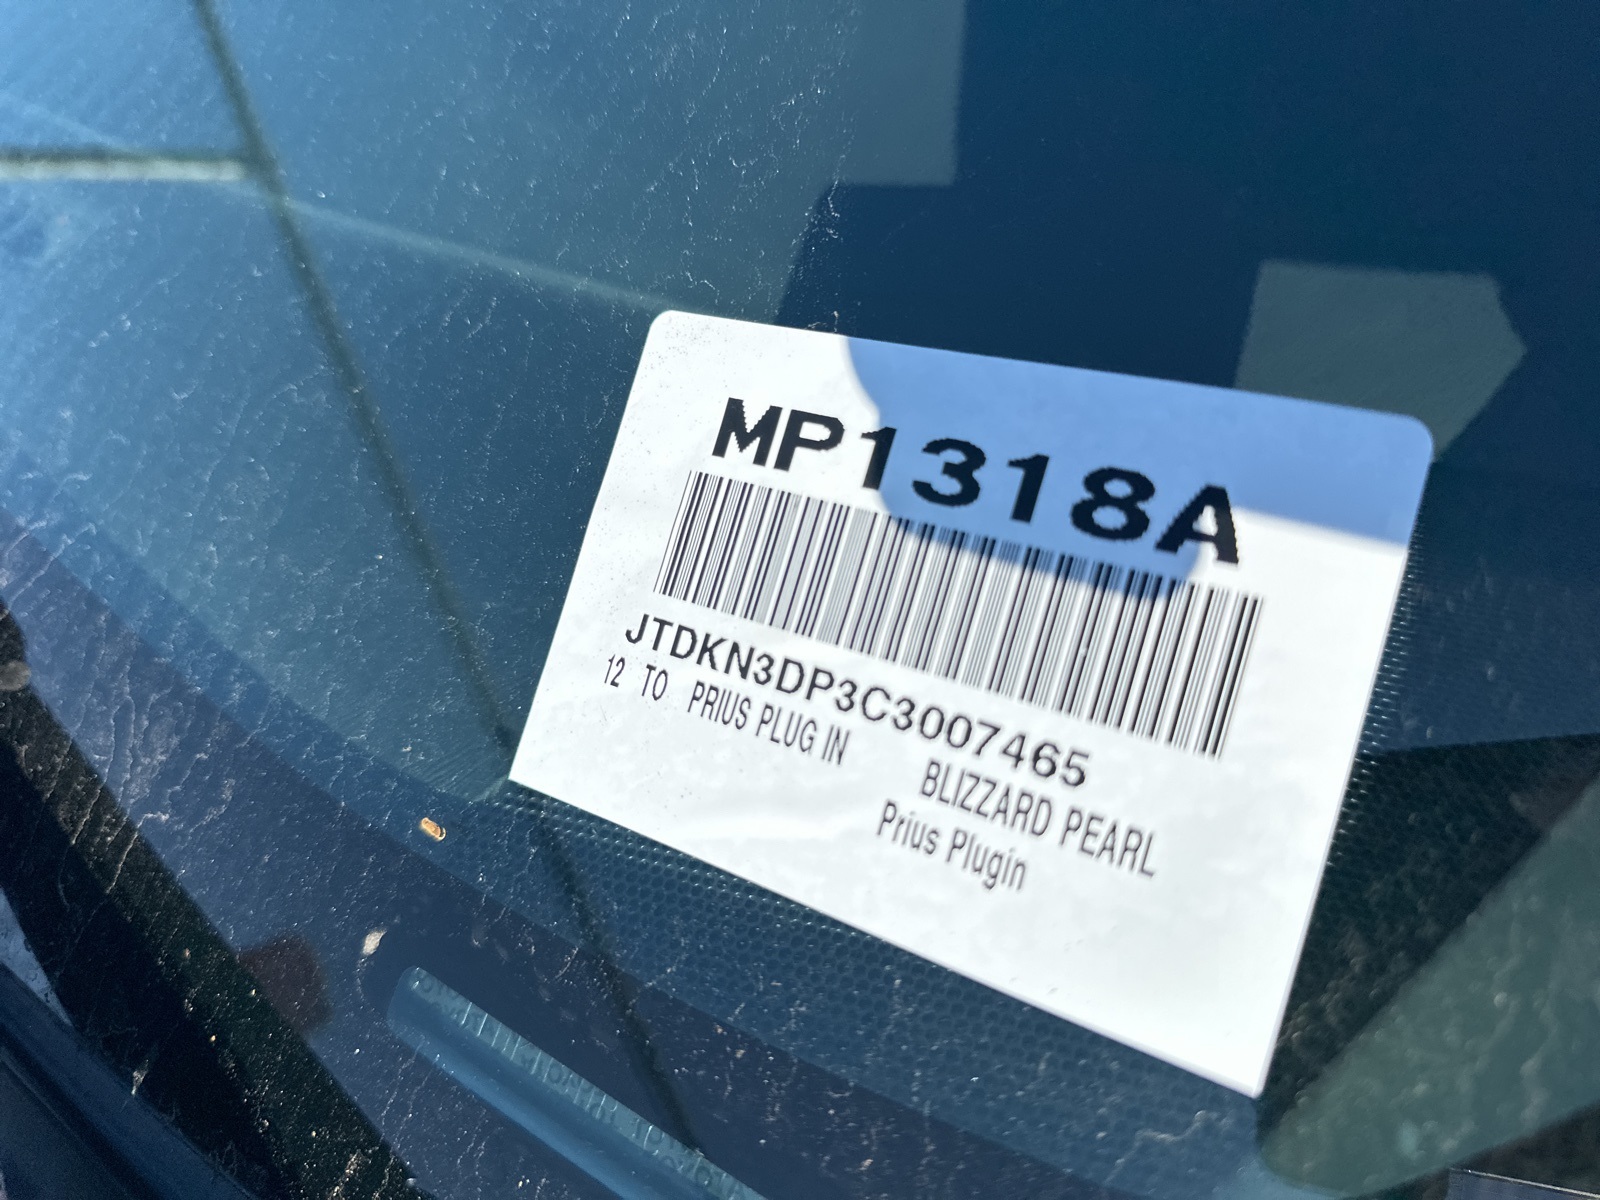 MP1318A
JTDKN3DP3C3007465
12 TO PRIUS PLUG IN
BLIZZARD PEARL
Prius Plugin